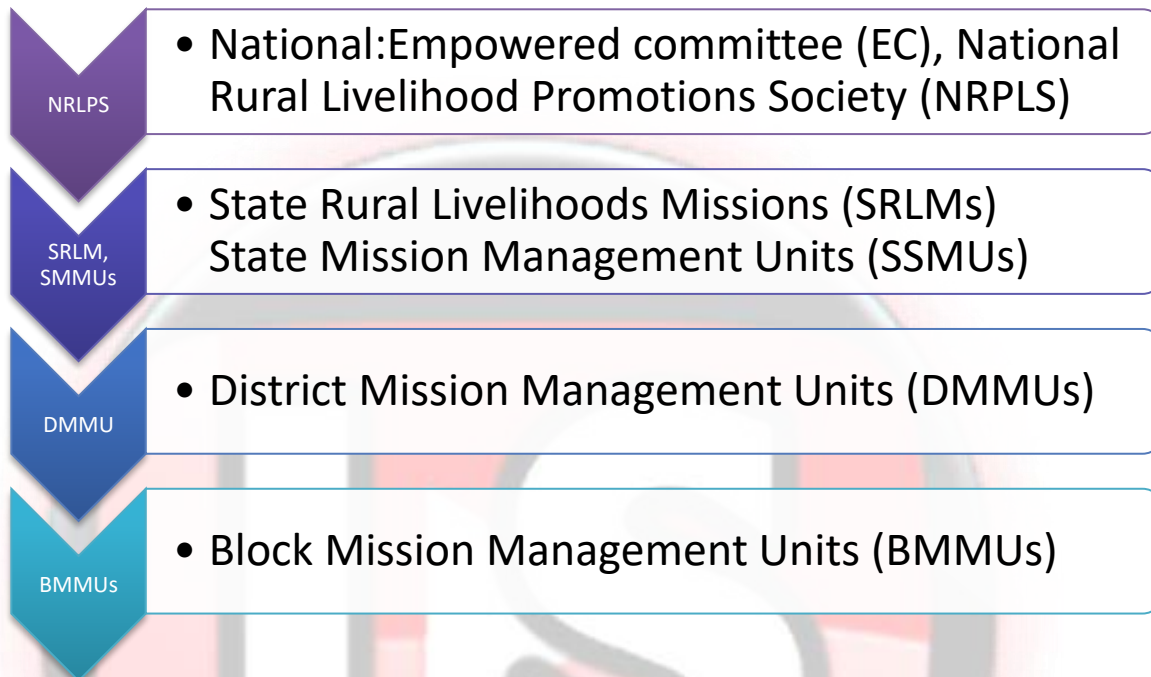 NRLPS
• National:Empowered committee (EC), National
Rural Livelihood Promotions Society (NRPLS)
SRLM,
SMMUs
• State Rural Livelihoods Missions (SRLMs)
State Mission Management Units (SSMUs)
DMMU
• District Mission Management Units (DMMUs)
BMMUs
• Block Mission Management Units (BMMUs)